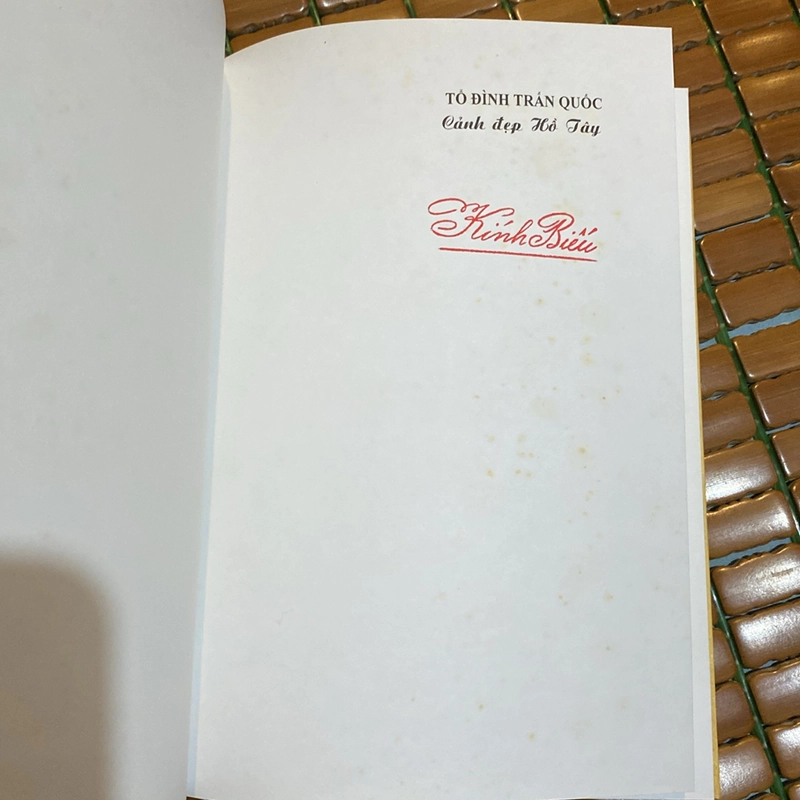 TỔ ĐÌNH TRẤN QUỐC
Cảnh đẹp Hồ Tây
Kính Biếu